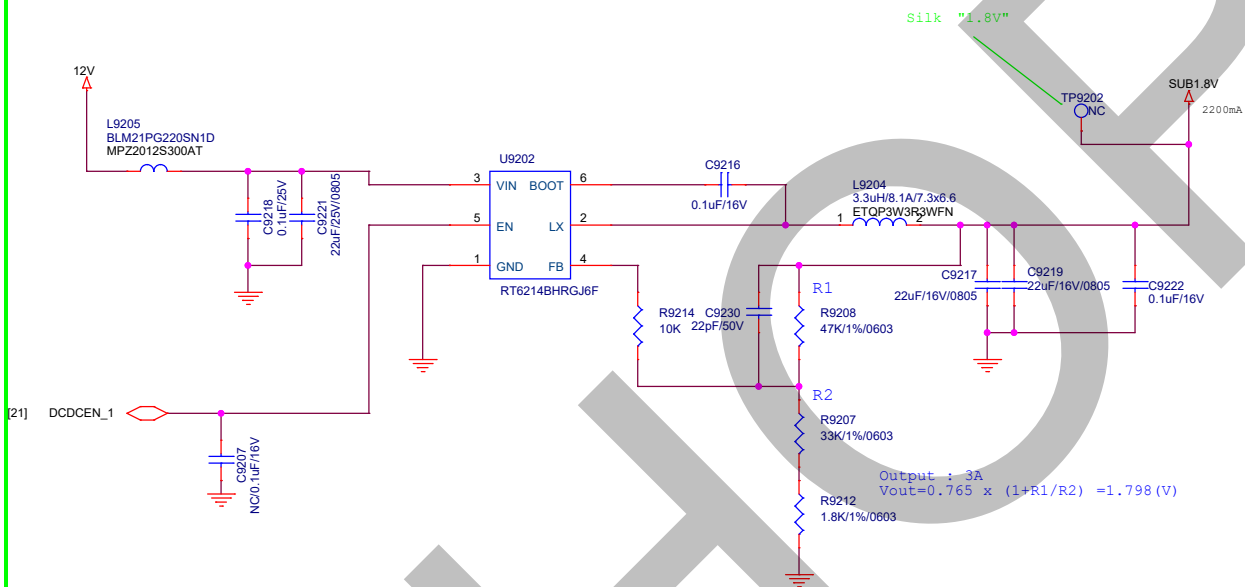 Silk "1.8V"
12V
SUB1.8V
TP9202
NC
2200mA
L9205
BLM21PG220SN1D
MPZ2012S300AT
U9202
C9216
0.1uF/16V
L9204
3.3uH/8.1A/7.3x6.6
ETQP3W3R3WFN
1
2
3
VIN
BOOT
6
5
EN
LX
2
1
GND
FB
4
RT6214BHRGJ6F
C9218
0.1uF/25V
C9221
22uF/25V/0805
C9217
22uF/16V/0805
C9219
22uF/16V/0805
C9222
0.1uF/16V
R1
R9214
10K
C9230
22pF/50V
R9208
47K/1%/0603
R2
[21]
DCDCEN_1
R9207
33K/1%/0603
C9207
NC/0.1uF/16V
Output : 3A
Vout=0.765 x (1+R1/R2) =1.798(V)
R9212
1.8K/1%/0603